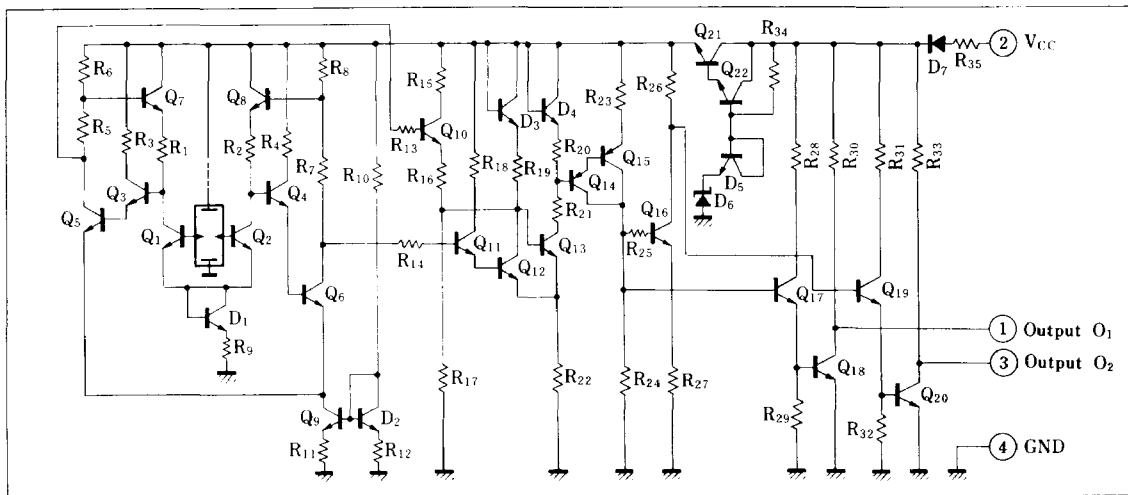 Q21 R34
R6 R8 R15 Q22 D7 R35 ② VCC
Q7 Q8 D3 D4 R23 R26
R5 R3 R1 R2 R4 R7 R10 R13 Q10 R18 R19 R20 Q15 R28 R30 R31 R33
R16 Q14 D5
Q3 Q4 R21 Q16 D6
Q5 Q1 Q2 R14 Q11 Q12 Q13 R25
Q6 Q17 Q19
D1 ① Output O1
R9 R17 R22 R24 R27 Q18 ③ Output O2
Q9 D2 R29 R32 Q20
R11 R12 ④ GND